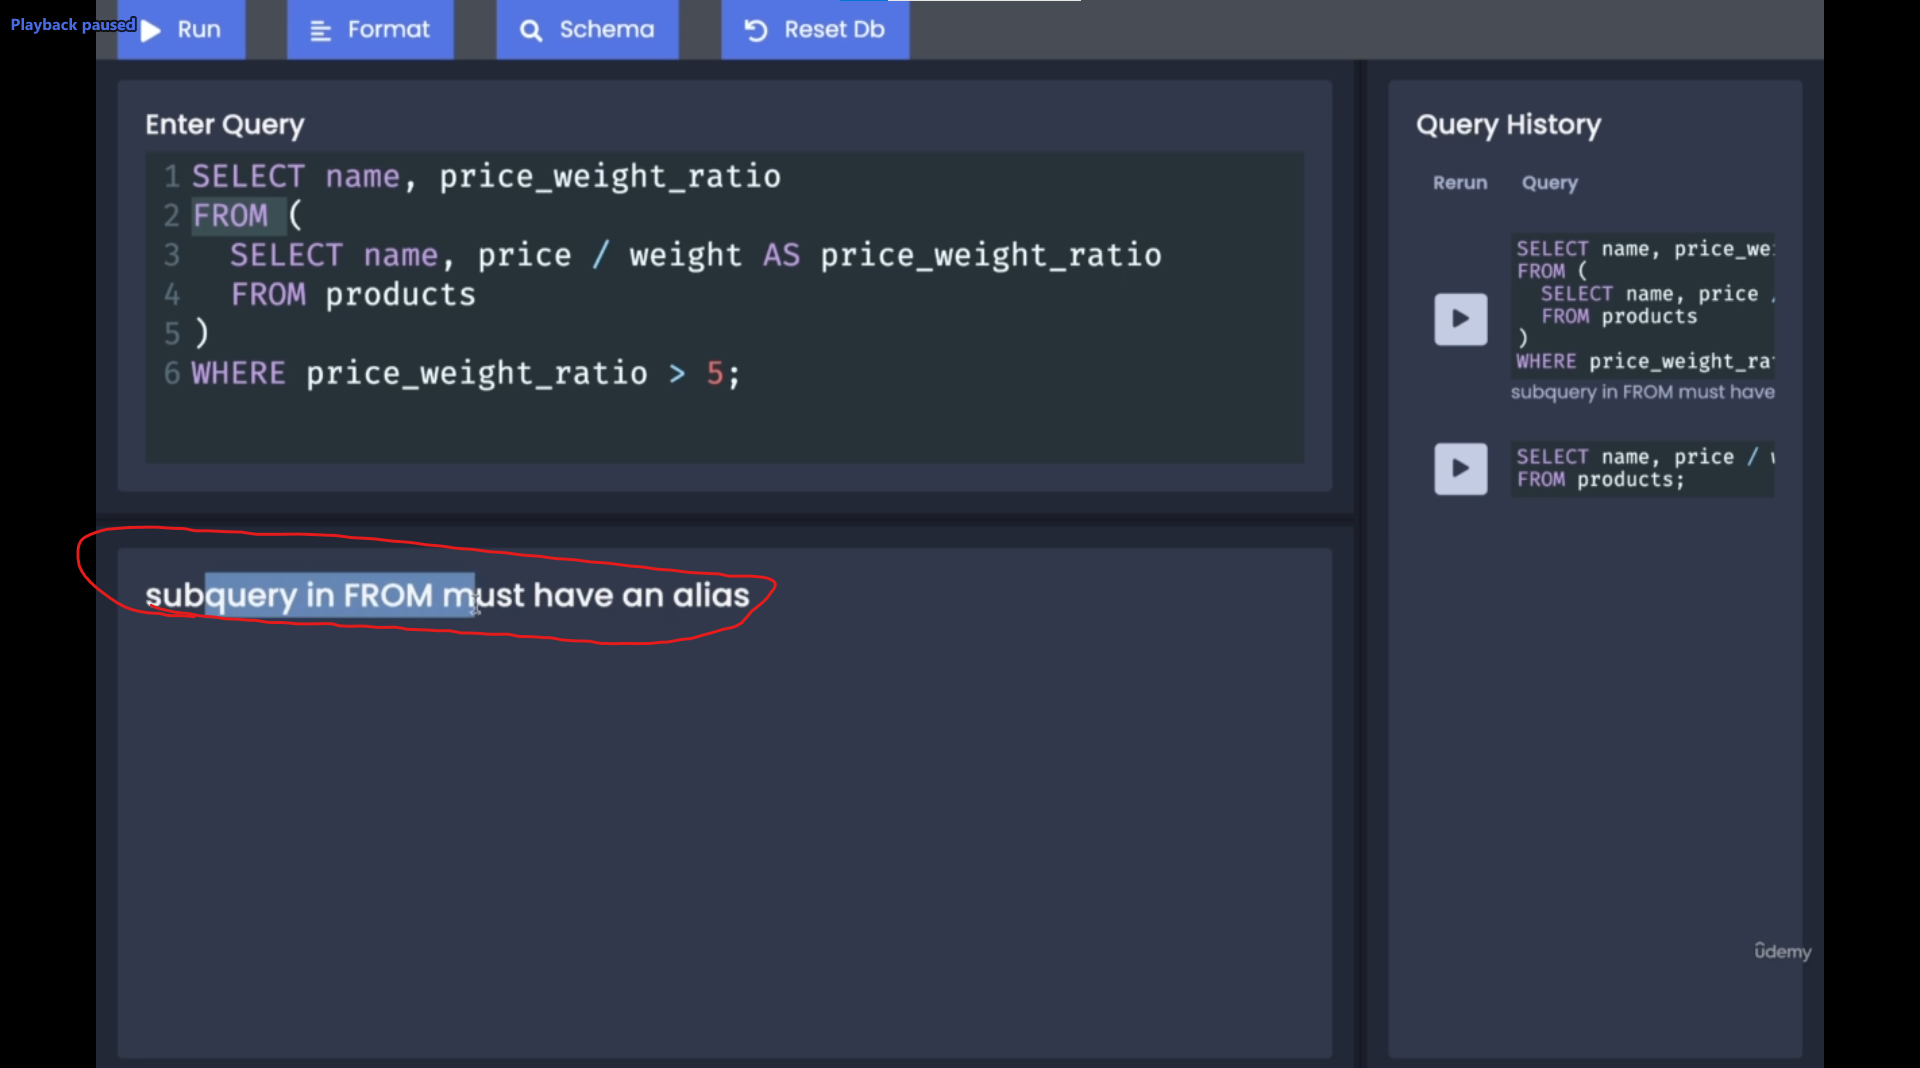 Playback paused
Run
Format
Schema
Reset Db
Enter Query
1 SELECT name, price_weight_ratio
2 FROM (
3 SELECT name, price / weight AS price_weight_ratio
4 FROM products
5 )
6 WHERE price_weight_ratio > 5;
subquery in FROM must have an alias
Query History
Rerun Query
SELECT name, price_we
FROM (
SELECT name, price
FROM products
)
WHERE price_weight_ra
subquery in FROM must have
SELECT name, price /
FROM products;
ûdemy